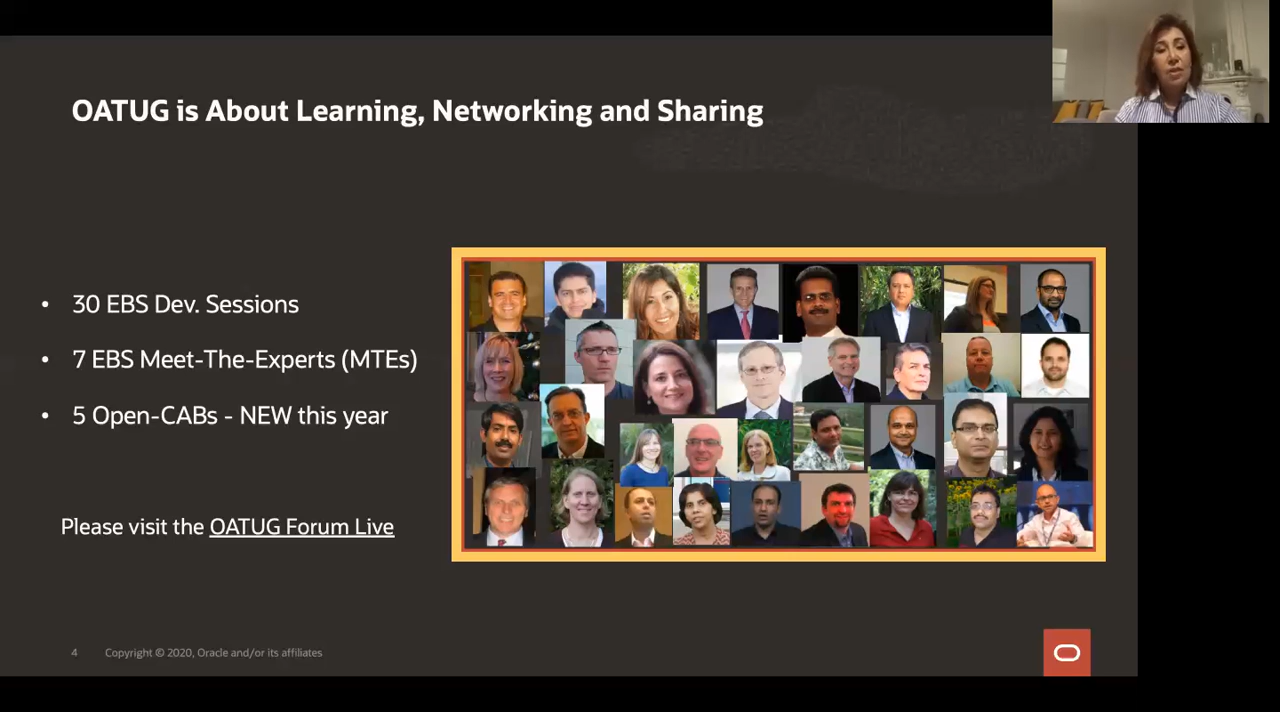 OATUG is About Learning, Networking and Sharing
• 30 EBS Dev. Sessions
• 7 EBS Meet-The-Experts (MTEs)
• 5 Open-CABs - NEW this year
Please visit the OATUG Forum Live
4 Copyright © 2020, Oracle and/or its affiliates